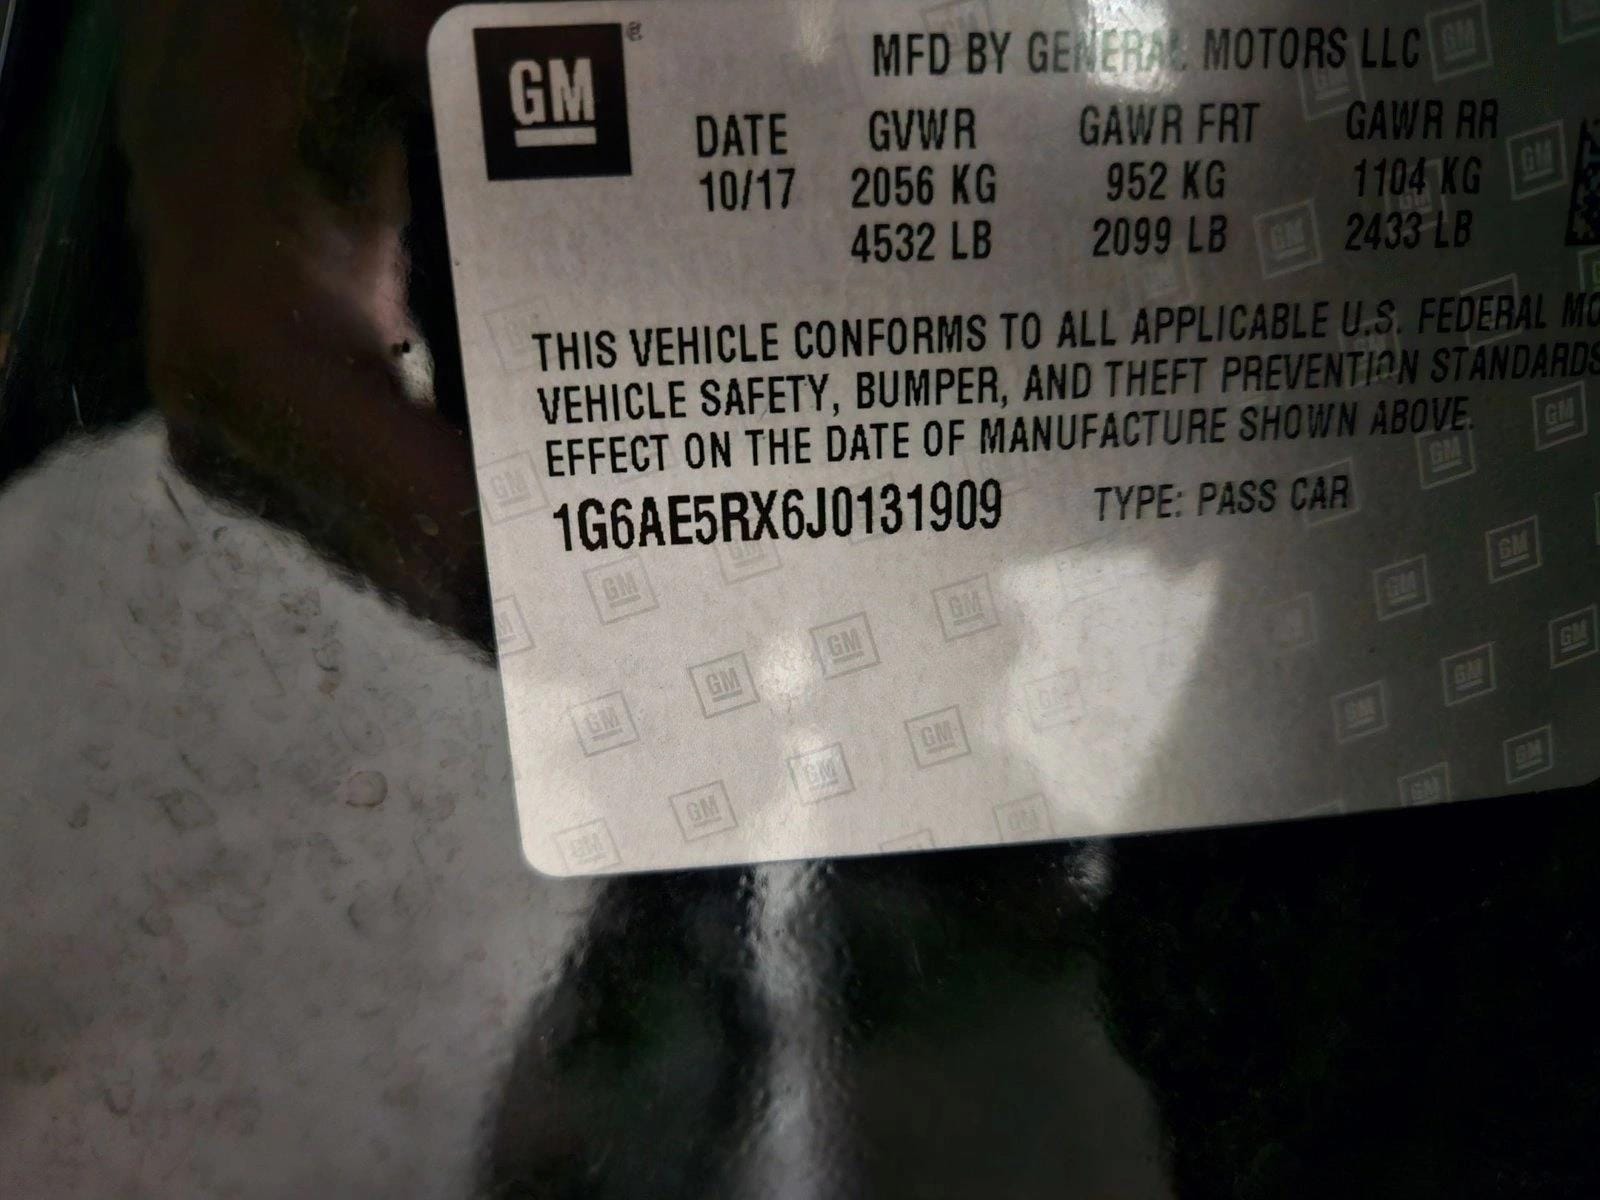 GM
MFD BY GENERAL MOTORS LLC
DATE GVWR GAWR FRT GAWR RR
10/17 2056 KG 952 KG 1104 KG
4532 LB 2099 LB 2433 LB
THIS VEHICLE CONFORMS TO ALL APPLICABLE U.S. FEDERAL
VEHICLE SAFETY, BUMPER, AND THEFT PREVENTION STANDARDS
EFFECT ON THE DATE OF MANUFACTURE SHOWN ABOVE.
1G6AE5RX6J0131909 TYPE: PASS CAR